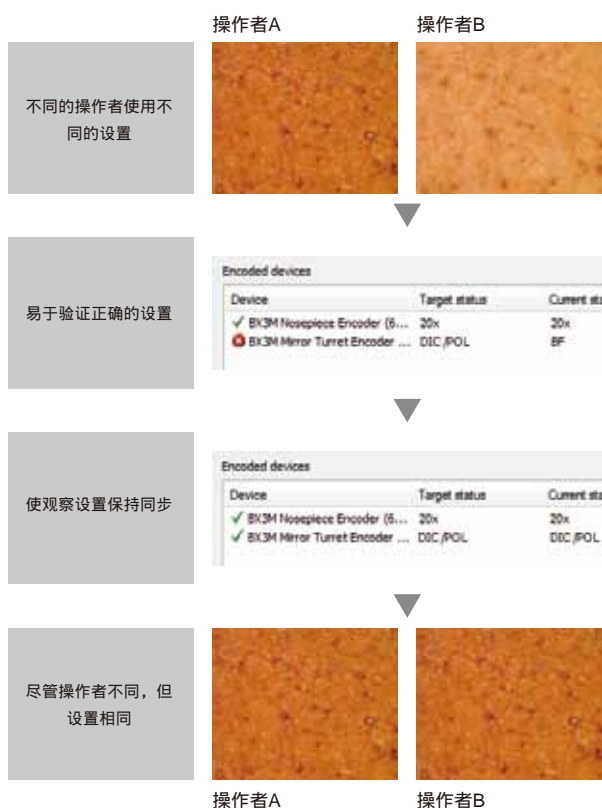 操作者A 操作者B
不同的操作者使用不
同的设置
易于验证正确的设置
Encoded devices
Device Target status Current sta
BX3M Nosepiece Encoder (6... 20x 20x
BX3M Mirror Turret Encoder ... DIC/POL BF
使观察设置保持同步
Encoded devices
Device Target status Current sta
BX3M Nosepiece Encoder (6... 20x 20x
BX3M Mirror Turret Encoder ... DIC/POL DIC/POL
尽管操作者不同，但
设置相同
操作者A 操作者B